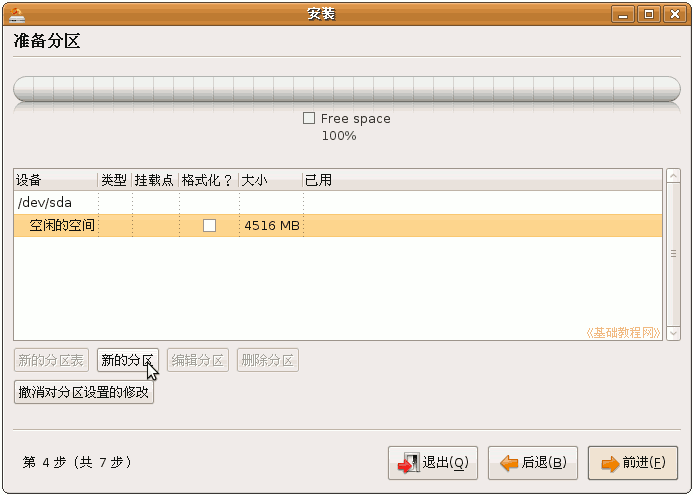 安装
准备分区
Free space
100%
设备 类型 挂载点 格式化？ 大小 已用
/dev/sda
空闲的空间 4516 MB
《基础教程网》
新的分区表 新的分区 编辑分区 删除分区
撤消对分区设置的修改
第 4 步（共 7 步） 退出(Q) 后退(B) 前进(F)